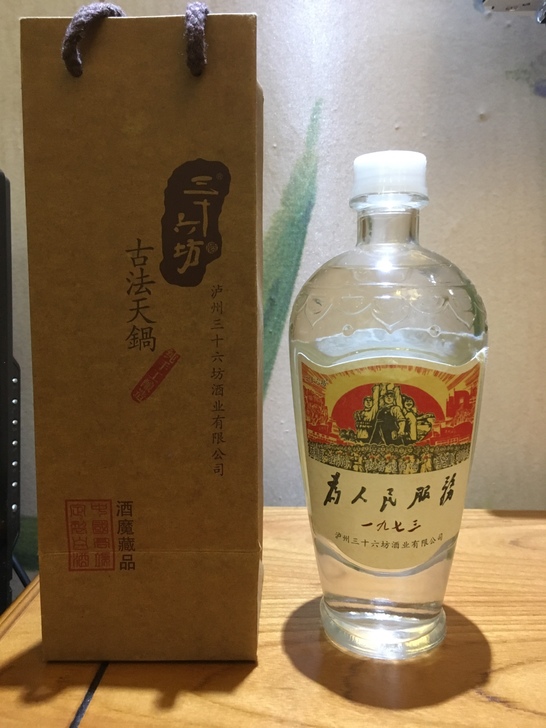 三十六坊
古法天鍋
泸州三十六坊酒业有限公司
酒魔藏品
为人民服务
一九七三
泸州三十六坊酒业有限公司